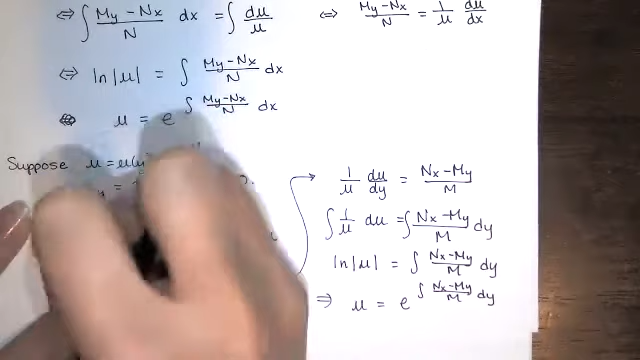 ⇔ ∫ (My − Nx)/N dx = ∫ dμ/μ ⇔ (My − Nx)/N = 1/μ dμ/dx
⇔ ln|μ| = ∫ (My − Nx)/N dx
μ = e^{∫ (My − Nx)/N dx}
Suppose μ = μ(y)
1/μ dμ/dy = (Nx − My)/M
∫ 1/μ dμ = ∫ (Nx − My)/M dy
ln|μ| = ∫ (Nx − My)/M dy
⇒ μ = e^{∫ (Nx − My)/M dy}